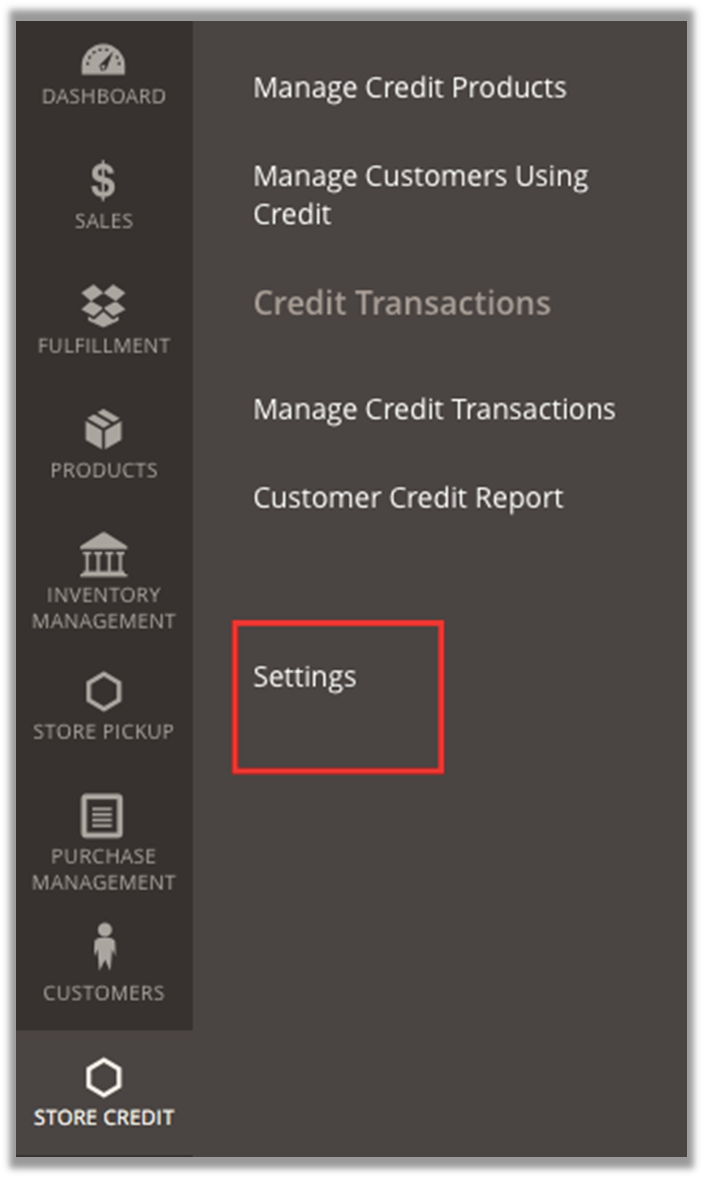 DASHBOARD
SALES
FULFILLMENT
PRODUCTS
INVENTORY
MANAGEMENT
STORE PICKUP
PURCHASE
MANAGEMENT
CUSTOMERS
STORE CREDIT
Manage Credit Products
Manage Customers Using
Credit
Credit Transactions
Manage Credit Transactions
Customer Credit Report
Settings